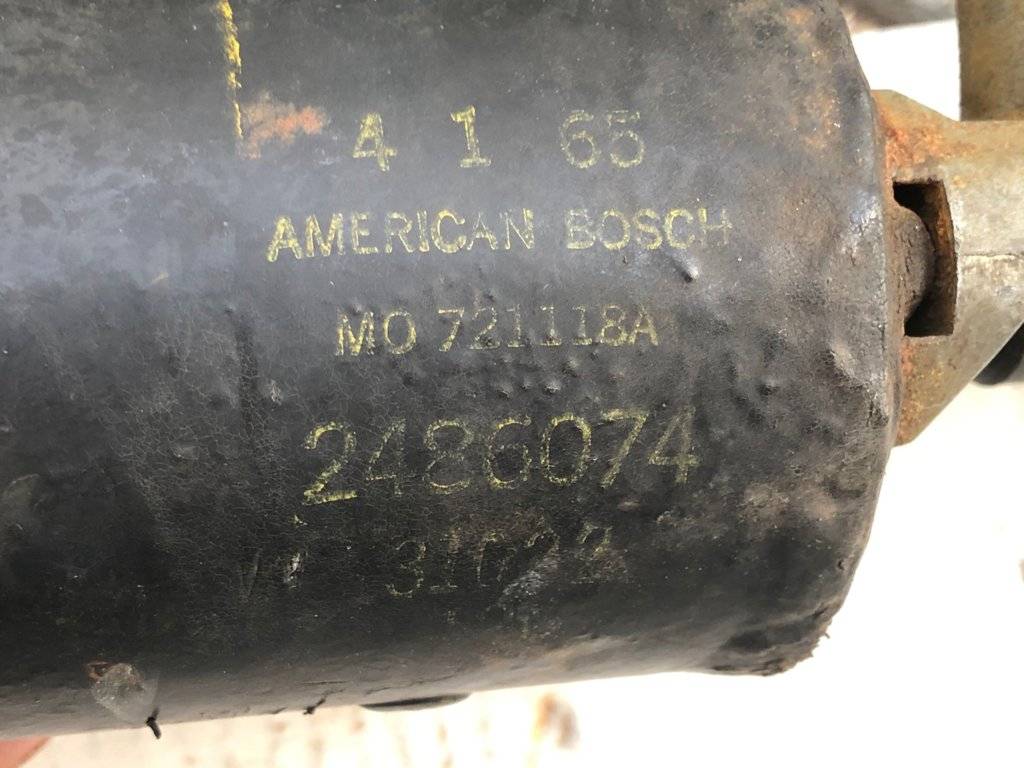 4 1 65
AMERICAN BOSCH
MO 721118A
2486074